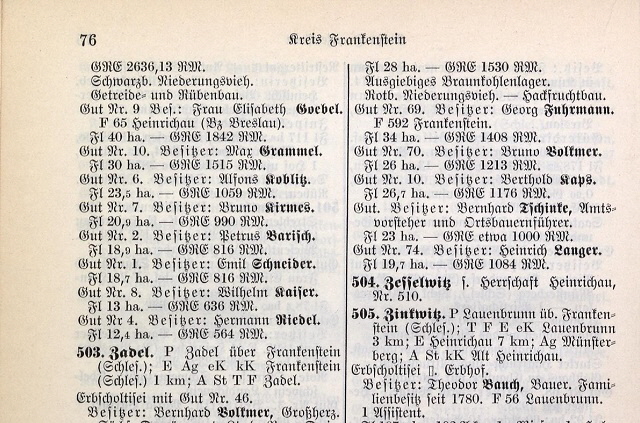 76
Kreis Frankenstein
GRE 2636,13 RM.
Schwarzb. Niederungsvieh.
Getreide- und Rübenbau.
Gut Nr. 9 Bes.: Frau Elisabeth Goebel.
F 65 Heinrichau (Bz Breslau).
Fl 40 ha. — GRE 1842 RM.
Gut Nr. 10. Besitzer: Max Grammel.
Fl 30 ha. — GRE 1515 RM.
Gut Nr. 6. Besitzer: Alfons Koblitz.
Fl 23,5 ha. — GRE 1059 RM.
Gut Nr. 7. Besitzer: Bruno Kirmes.
Fl 20,9 ha. — GRE 990 RM.
Gut Nr. 2. Besitzer: Petrus Barisch.
Fl 18,9 ha. — GRE 816 RM.
Gut Nr. 1. Besitzer: Emil Schneider.
Fl 18,7 ha. — GRE 816 RM.
Gut Nr. 8. Besitzer: Wilhelm Kaiser.
Fl 13 ha. — GRE 636 RM.
Gut Nr 4. Besitzer: Hermann Riedel.
Fl 12,4 ha. — GRE 564 RM.
503. Zadel. P Zadel über Frankenstein
(Schles.); E Ag eK kK Frankenstein
(Schles.) 1 km; A St T F Zadel.
Erbscholtisei mit Gut Nr. 46.
Besitzer: Bernhard Volkmer, Großherz.
Fl 28 ha. — GRE 1530 RM.
Ausgiebiges Braunkohlenlager.
Rotb. Niederungsvieh. — Hackfruchtbau.
Gut Nr. 69. Besitzer: Georg Fuhrmann.
F 592 Frankenstein.
Fl 34 ha. — GRE 1408 RM.
Gut Nr. 70. Besitzer: Bruno Volkmer.
Fl 26 ha. — GRE 1213 RM.
Gut Nr. 10. Besitzer: Berthold Kaps.
Fl 26,7 ha. — GRE 1176 RM.
Gut. Besitzer: Bernhard Tschinke, Amts-
vorsteher und Ortsbauernführer.
Fl 23 ha. — GRE etwa 1000 RM.
Gut Nr. 74. Besitzer: Heinrich Langer.
Fl 19,7 ha. — GRE 1084 RM.
504. Zesselwitz s. Herrschaft Heinrichau,
Nr. 510.
505. Zinkwitz. P Lauenbrunn üb. Franken-
stein (Schles.); T F E eK Lauenbrunn
3 km; E Heinrichau 7 km; Ag Münster-
berg; A St kK Alt Heinrichau.
Erbscholtisei Erbhof.
Besitzer: Theodor Bauch, Bauer. Fami-
lienbesitz seit 1780. F 56 Lauenbrunn.
1 Assistent.